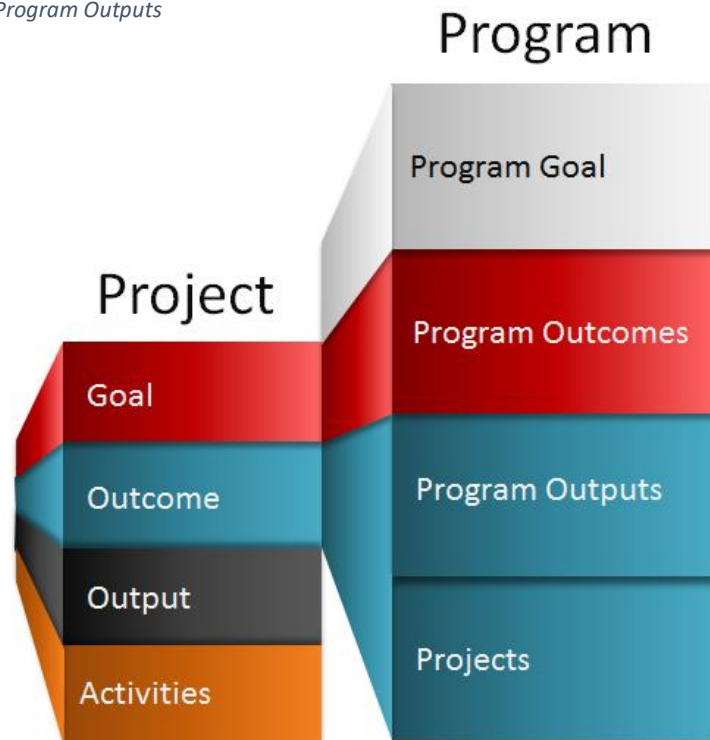 Program Outputs
Program
Program Goal
Program Outcomes
Program Outputs
Projects
Project
Goal
Outcome
Output
Activities